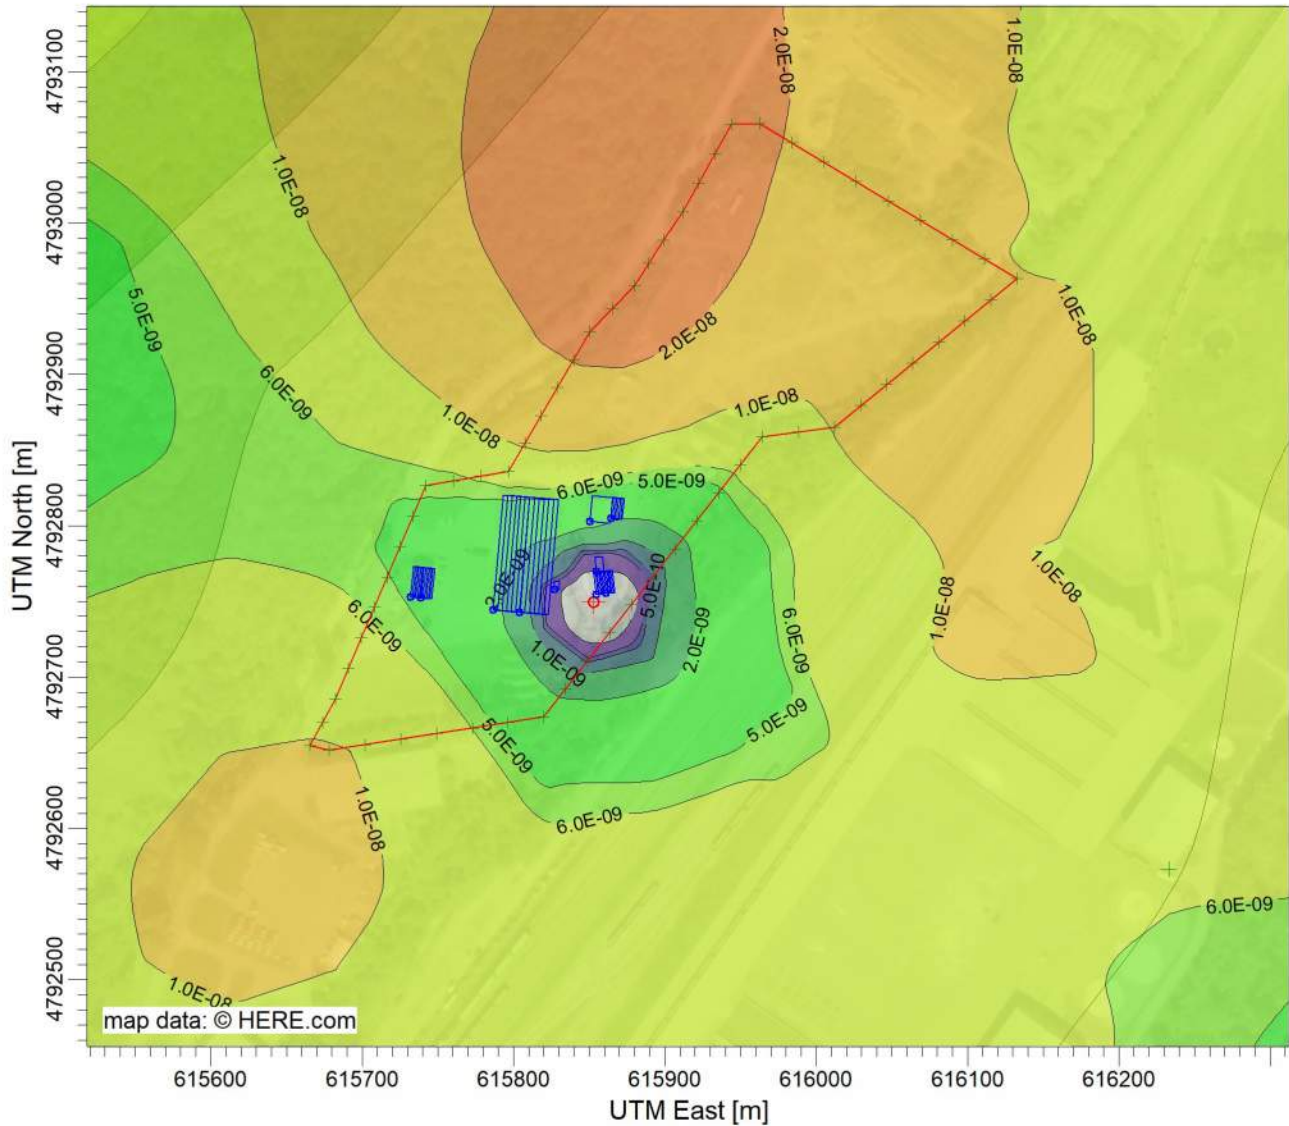 2.0E-08
1.0E-08
1.0E-08
5.0E-09
1.0E-08
2.0E-08
6.0E-09
1.0E-08
1.0E-08
6.0E-09
5.0E-09
2.0E-09
5.0E-10
1.0E-08
1.0E-08
6.0E-09
6.0E-09
2.0E-09
1.0E-09
5.0E-09
5.0E-09
1.0E-08
6.0E-09
6.0E-09
1.0E-08
map data: © HERE.com
UTM North [m]
4793100
4793000
4792900
4792800
4792700
4792600
4792500
615600
615700
615800
615900
616000
616100
616200
UTM East [m]